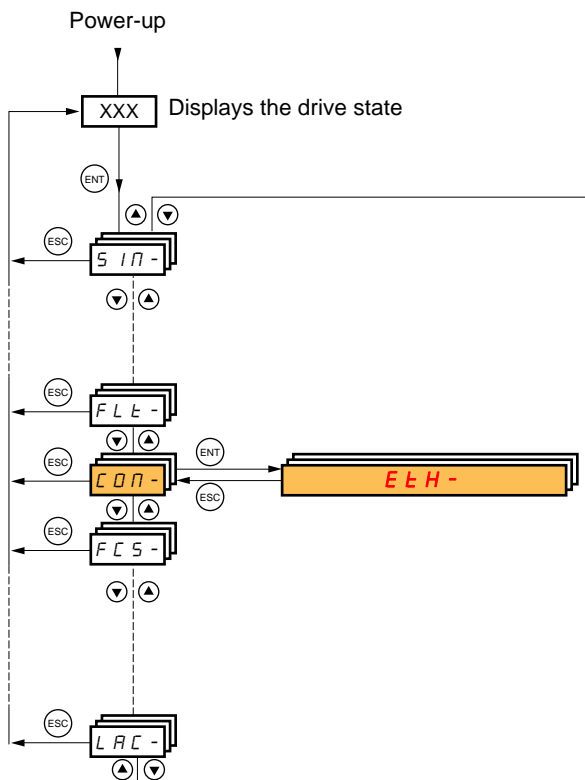 Power-up
XXX Displays the drive state
ENT
ESC
SIM-
ESC
FLt-
ESC
ENT
COM-
EtH-
ESC
ESC
FCS-
ESC
LAC-